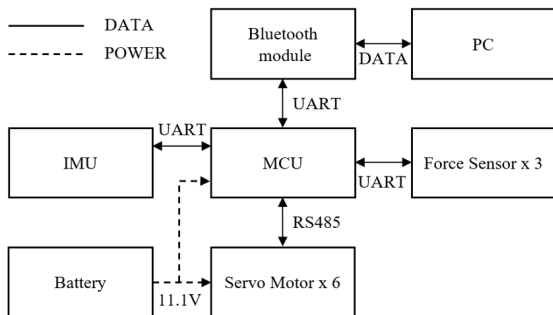 DATA
POWER
Bluetooth
module
DATA
PC
UART
IMU
UART
MCU
UART
Force Sensor x 3
RS485
Battery
11.1V
Servo Motor x 6